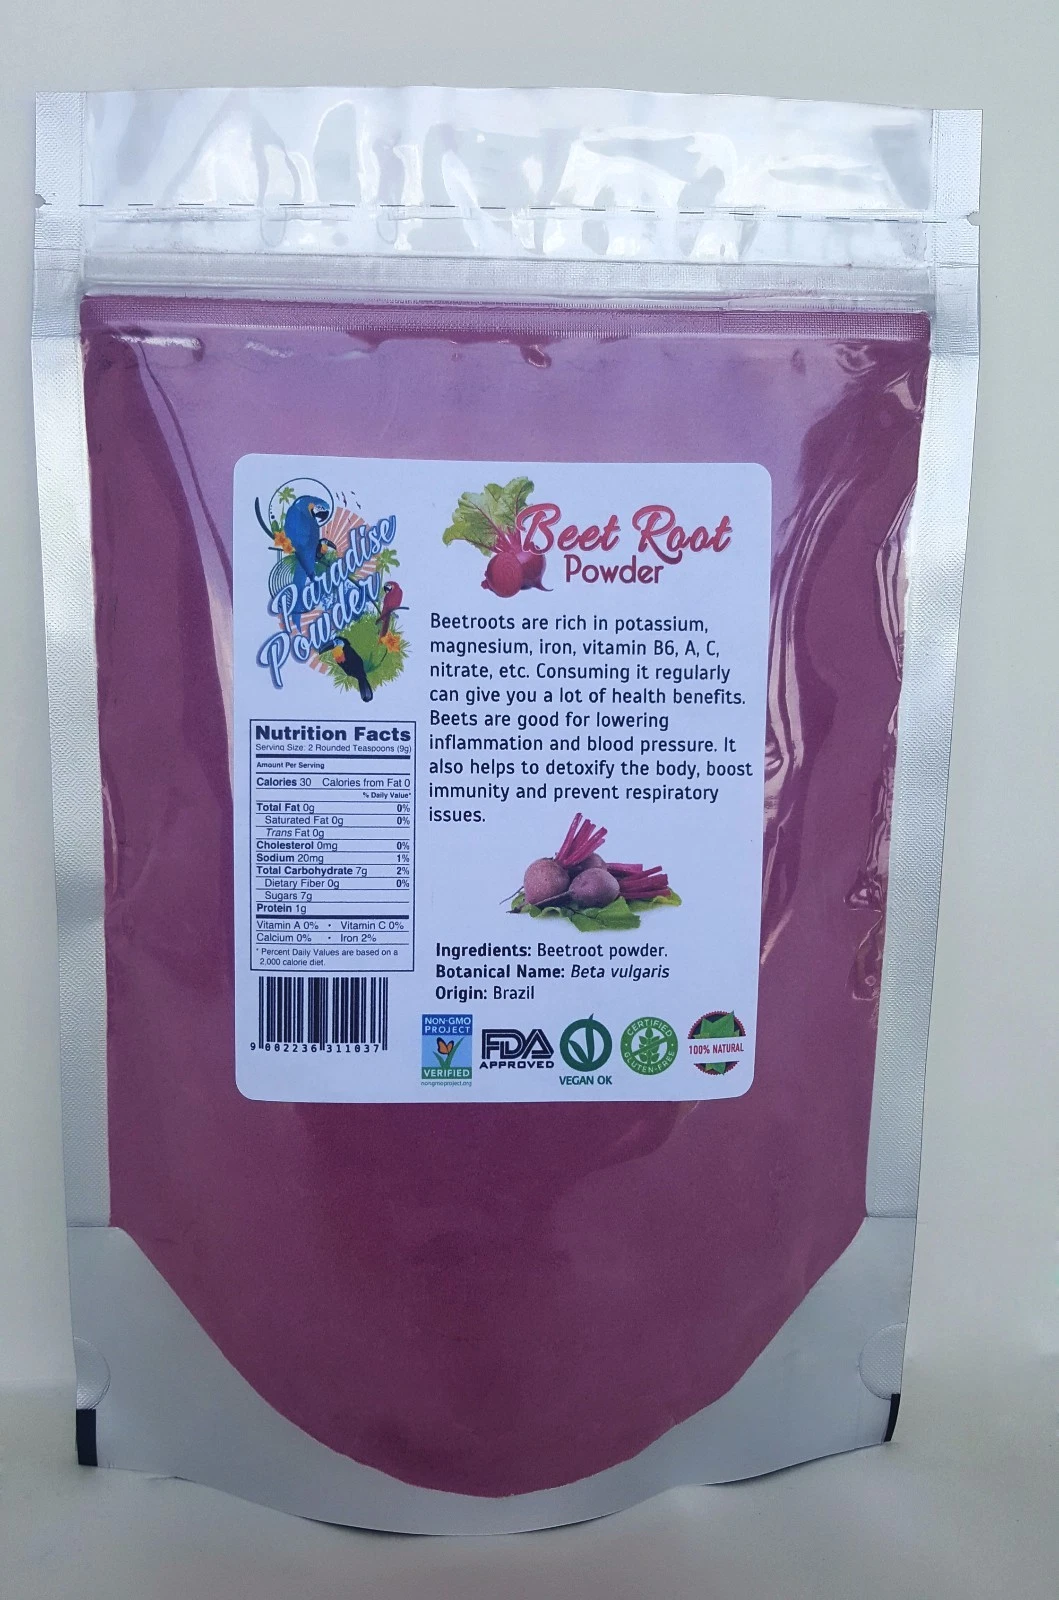 Paradise
Powder
Beet Root
Powder
Beetroots are rich in potassium,
magnesium, iron, vitamin B6, A, C,
nitrate, etc. Consuming it regularly
can give you a lot of health benefits.
Beets are good for lowering
inflammation and blood pressure. It
also helps to detoxify the body, boost
immunity and prevent respiratory
issues.
Nutrition Facts
Serving Size: 2 Rounded Teaspoons (9g)
Amount Per Serving
Calories 30 Calories from Fat 0
% Daily Value*
Total Fat 0g 0%
Saturated Fat 0g 0%
Trans Fat 0g
Cholesterol 0mg 0%
Sodium 20mg 1%
Total Carbohydrate 7g 2%
Dietary Fiber 0g 0%
Sugars 7g
Protein 1g
Vitamin A 0% • Vitamin C 0%
Calcium 0% • Iron 2%
* Percent Daily Values are based on a
2,000 calorie diet.
9 002236 311037
Ingredients: Beetroot powder.
Botanical Name: Beta vulgaris
Origin: Brazil
NON-GMO
PROJECT
VERIFIED
nongmoproject.org
FDA
APPROVED
VEGAN OK
CERTIFIED
GLUTEN-FREE
100% NATURAL